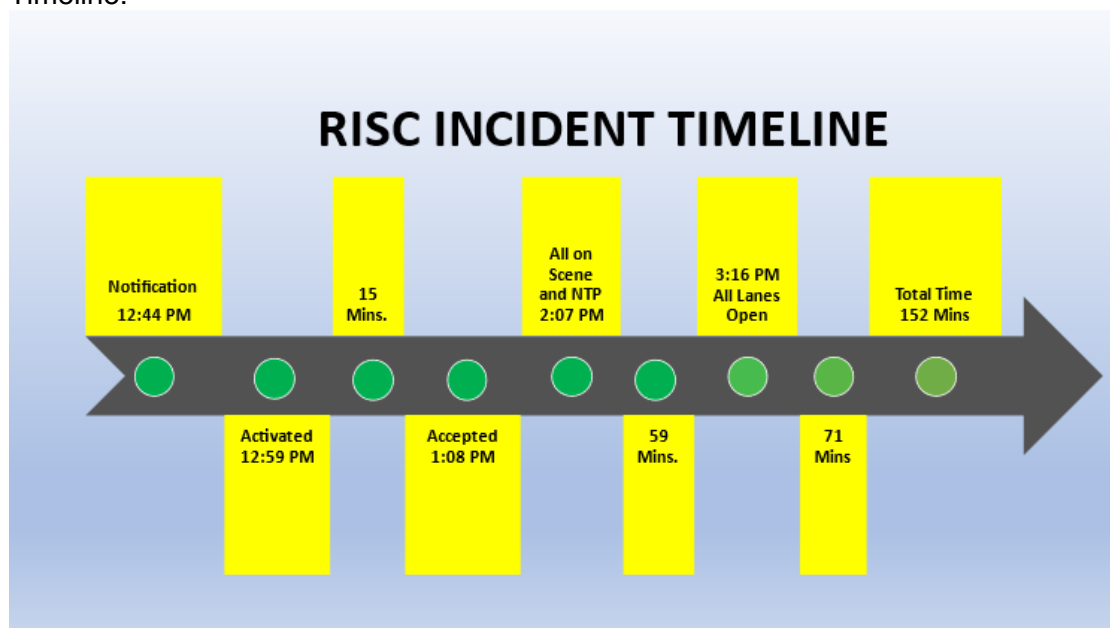 Timeline:
RISC INCIDENT TIMELINE
Notification
12:44 PM
Activated
12:59 PM
15
Mins.
Accepted
1:08 PM
All on
Scene
and NTP
2:07 PM
59
Mins.
3:16 PM
All Lanes
Open
71
Mins
Total Time
152 Mins